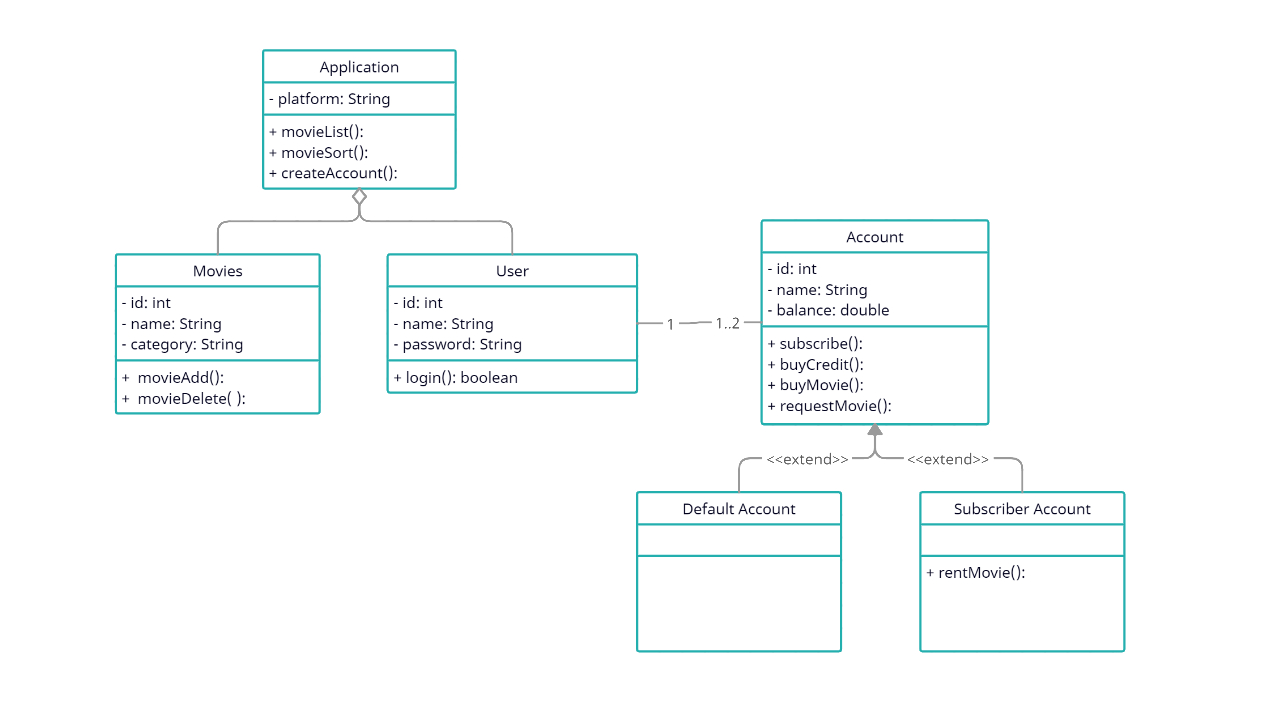 Application
- platform: String
+ movieList():
+ movieSort():
+ createAccount():
Movies
- id: int
- name: String
- category: String
+  movieAdd():
+  movieDelete( ):
User
- id: int
- name: String
- password: String
+ login(): boolean
1
1..2
Account
- id: int
- name: String
- balance: double
+ subscribe():
+ buyCredit():
+ buyMovie():
+ requestMovie():
<<extend>>
<<extend>>
Default Account
Subscriber Account
+ rentMovie():